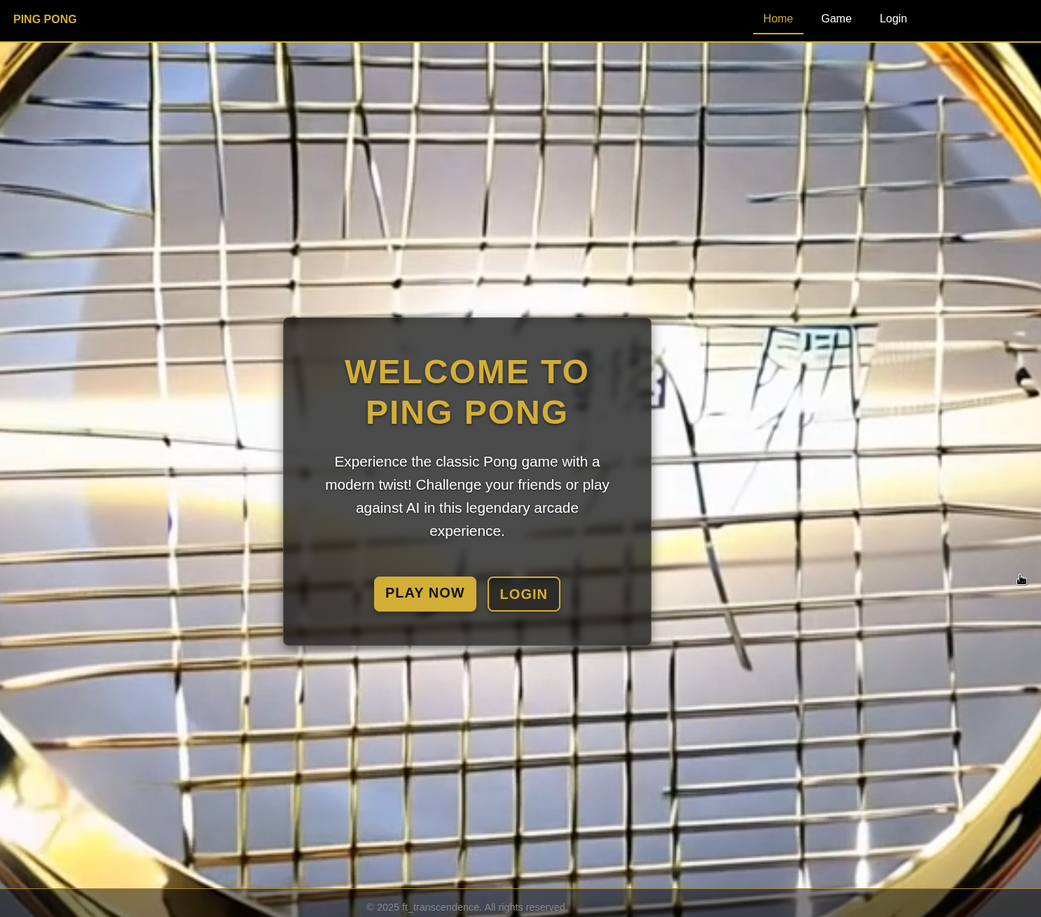 PING PONG
Home Game Login
WELCOME TO
PING PONG
Experience the classic Pong game with a
modern twist! Challenge your friends or play
against AI in this legendary arcade
experience.
PLAY NOW LOGIN
© 2025 ft_transcendence. All rights reserved.